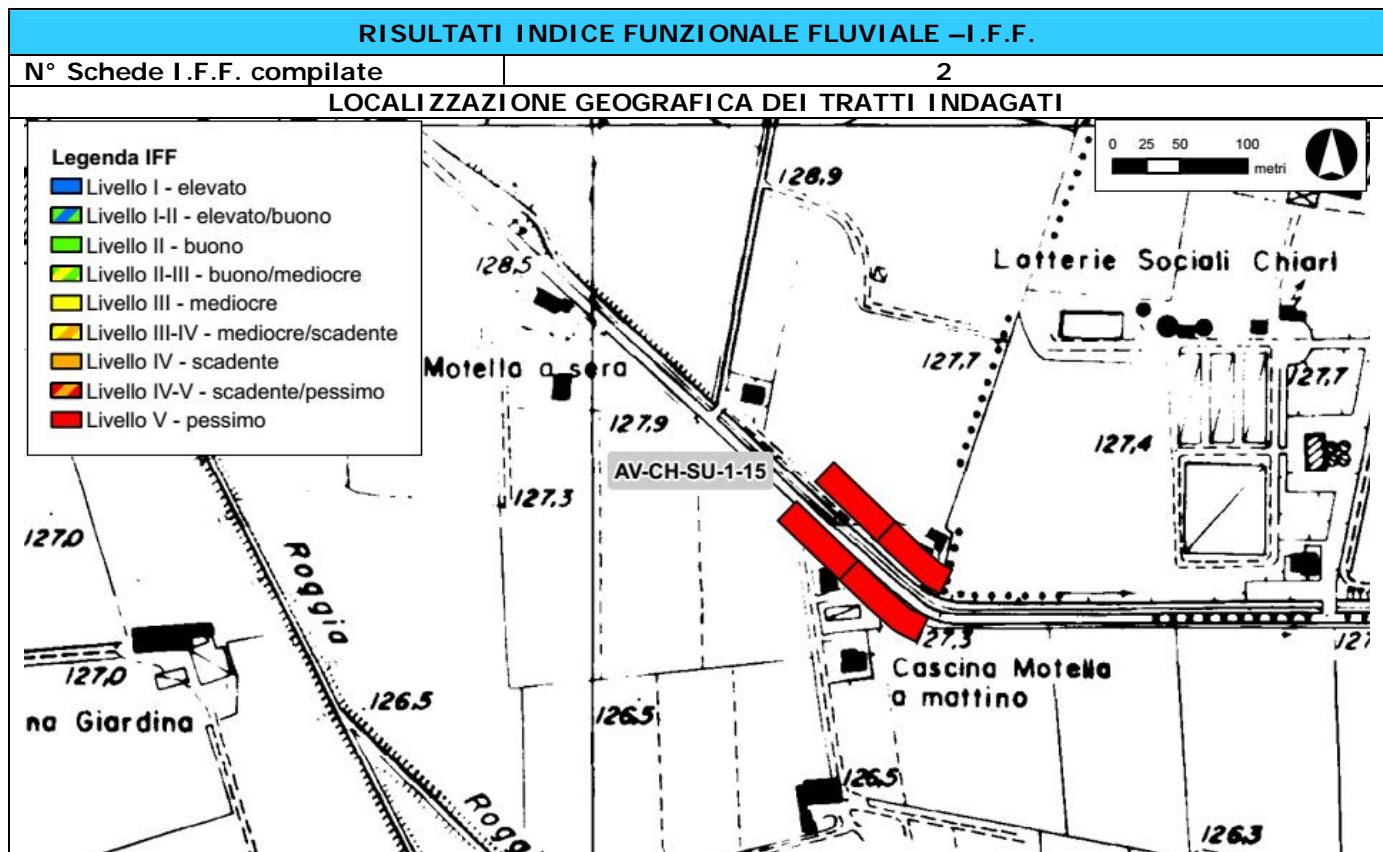 RISULTATI INDICE FUNZIONALE FLUVIALE –I.F.F.
N° Schede I.F.F. compilate 2
LOCALIZZAZIONE GEOGRAFICA DEI TRATTI INDAGATI
Legenda IFF
Livello I - elevato
Livello I-II - elevato/buono
Livello II - buono
Livello II-III - buono/mediocre
Livello III - mediocre
Livello III-IV - mediocre/scadente
Livello IV - scadente
Livello IV-V - scadente/pessimo
Livello V - pessimo
0 25 50 100
metri
128,9
128,5
Latterie Sociali Chiari
127,7
127,7
Motella a sera
127,9
127,4
AV-CH-SU-1-15
127,3
127,0
Roggia
127,3
127,0
Cascina Motella
a mattino
126,5
126,5
na Giardina
126,5
126,3